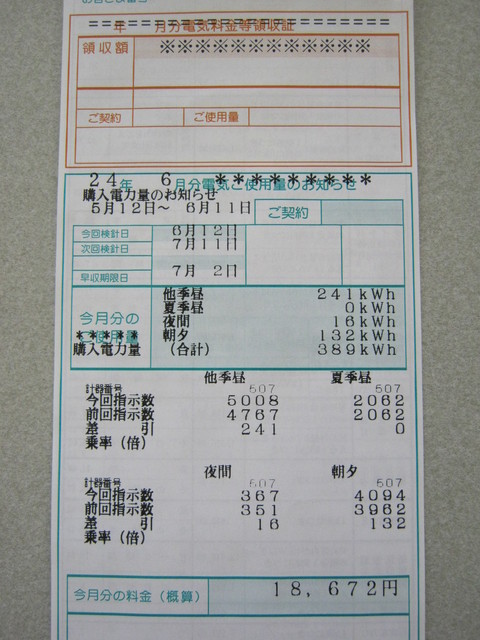 ====================
年 月分電気料金等領収証
領収額 ※※※※※※※※※※※※
ご契約 ご使用量
24年 6月分電気ご使用量のお知らせ *********
購入電力量のお知らせ
5月12日～ 6月11日 ご契約
今回検針日 6月12日
次回検針日 7月11日
早収期限日 7月 2日
他季昼 241kWh
夏季昼 0kWh
今月分の 夜間 16kWh
ご使用量 ***** 朝夕 132kWh
購入電力量 (合計) 389kWh
他季昼 夏季昼
計器番号 507 507
今回指示数 5008 2062
前回指示数 4767 2062
差引 241 0
乗率(倍)
夜間 朝夕
計器番号 507 507
今回指示数 367 4094
前回指示数 351 3962
差引 16 132
乗率(倍)
今月分の料金(概算) 18,672円